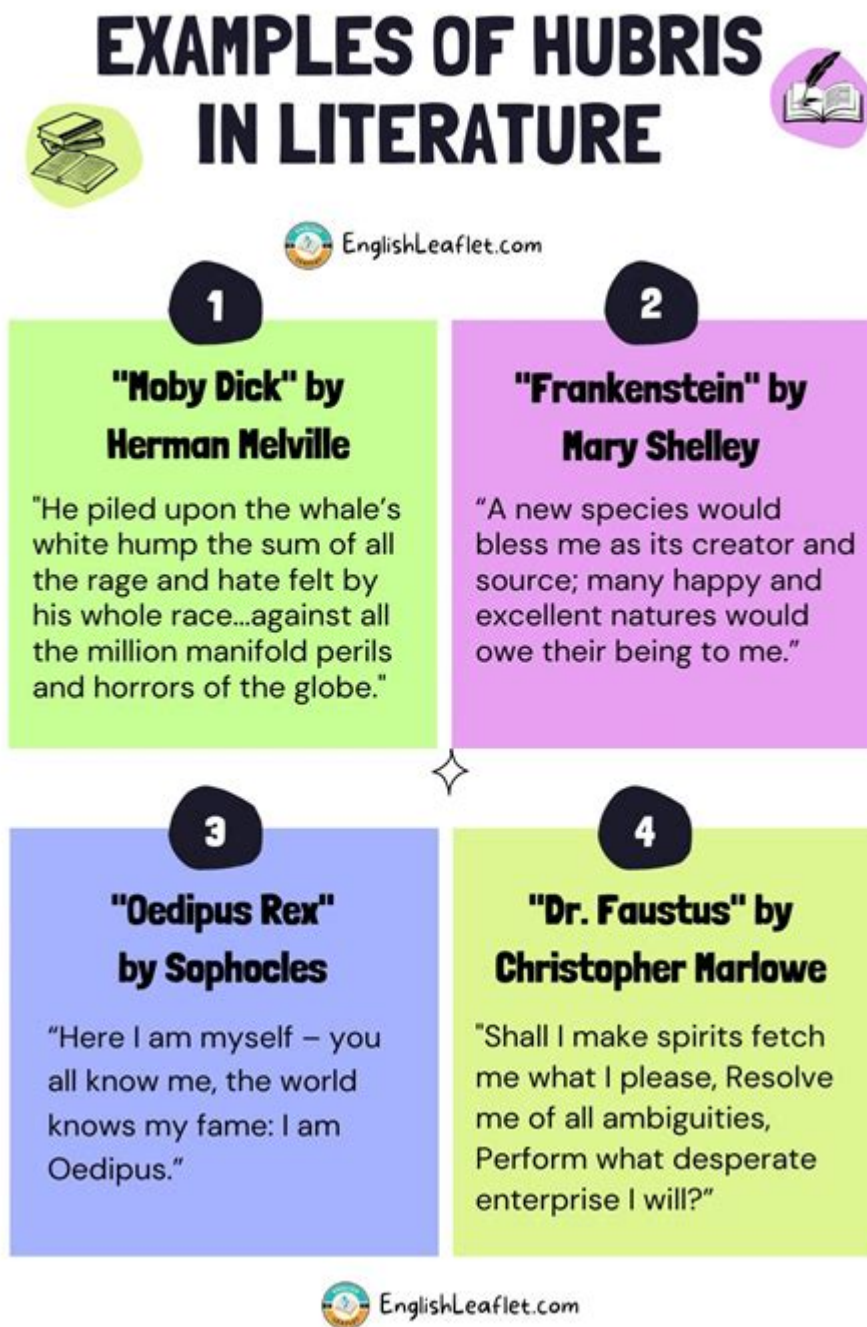 EXAMPLES OF HUBRIS
IN LITERATURE
EnglishLeaflet.com
1
"Moby Dick" by
Herman Melville
"He piled upon the whale’s
white hump the sum of all
the rage and hate felt by
his whole race...against all
the million manifold perils
and horrors of the globe."
2
"Frankenstein" by
Mary Shelley
“A new species would
bless me as its creator and
source; many happy and
excellent natures would
owe their being to me.”
3
"Oedipus Rex"
by Sophocles
“Here I am myself – you
all know me, the world
knows my fame: I am
Oedipus.”
4
"Dr. Faustus" by
Christopher Marlowe
"Shall I make spirits fetch
me what I please, Resolve
me of all ambiguities,
Perform what desperate
enterprise I will?”
EnglishLeaflet.com